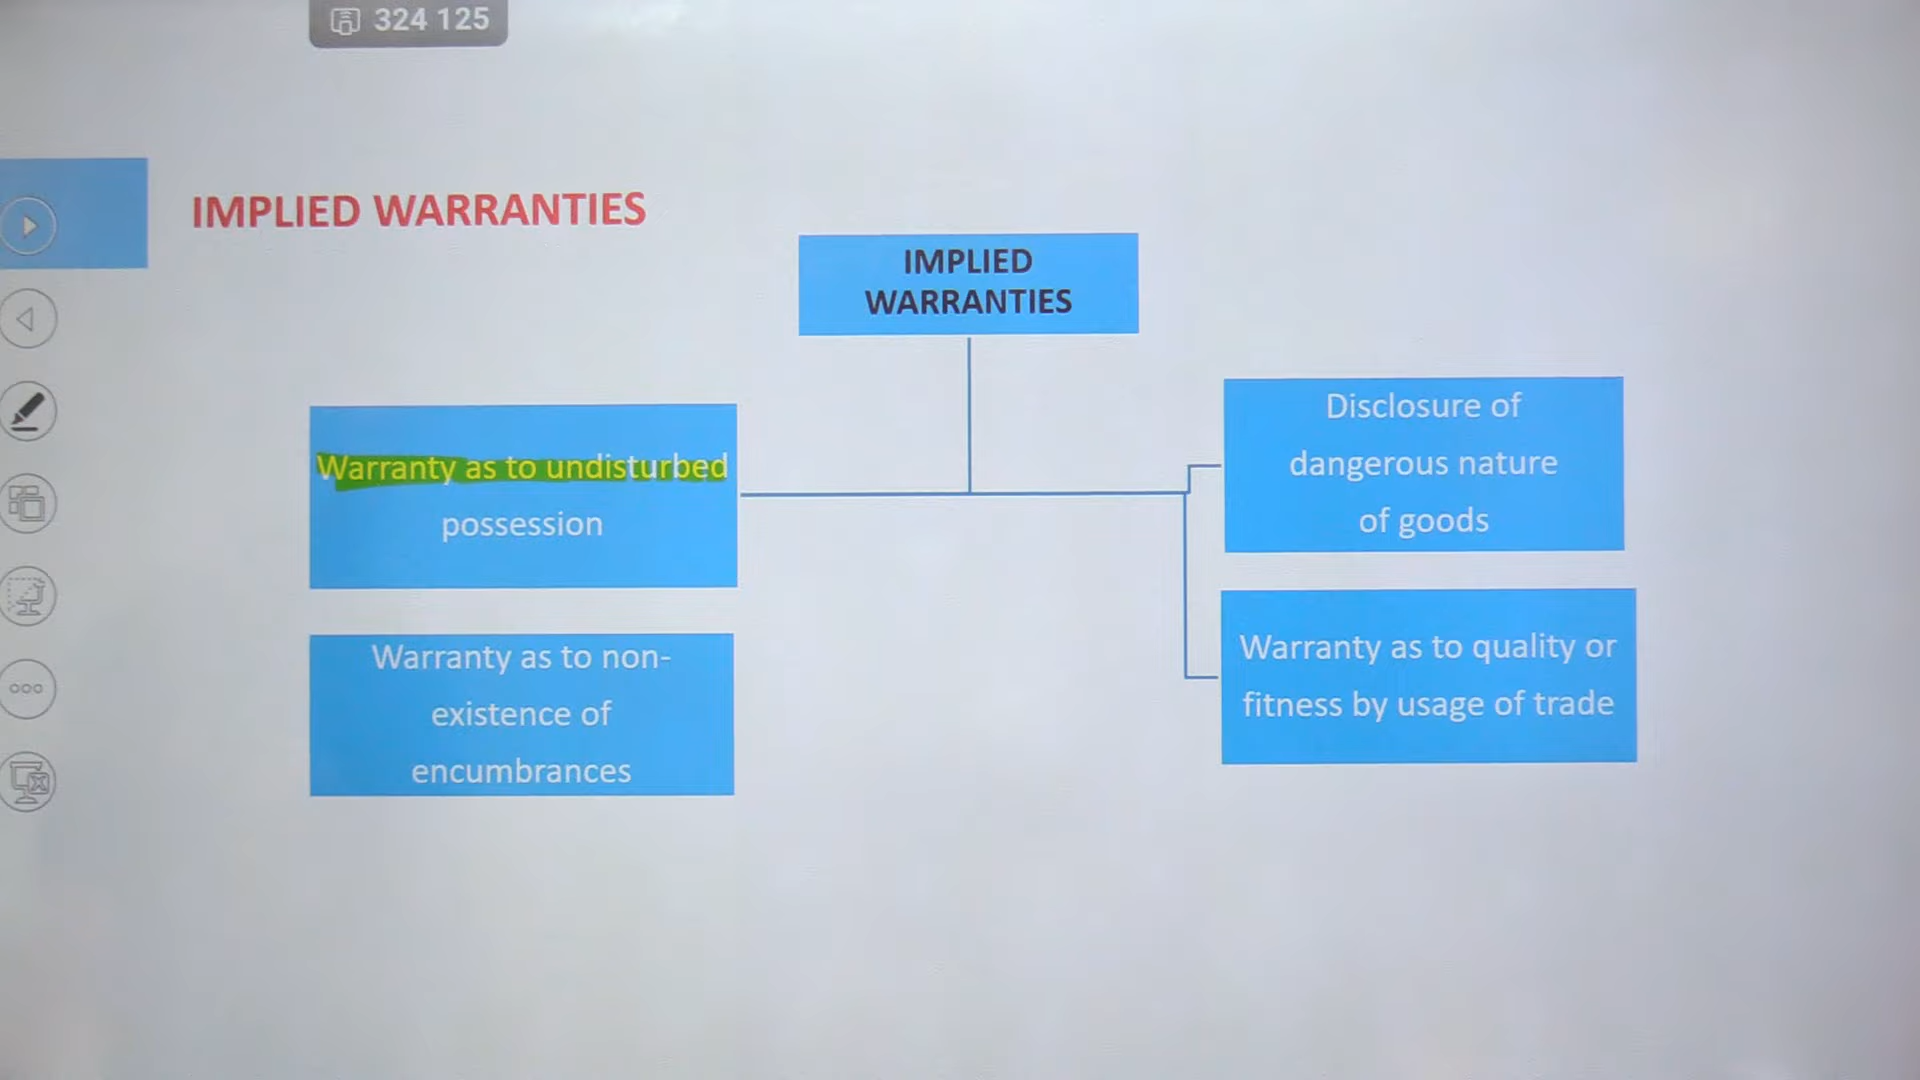 324 125
IMPLIED WARRANTIES
IMPLIED
WARRANTIES
Warranty as to undisturbed
possession
Warranty as to non-
existence of
encumbrances
Disclosure of
dangerous nature
of goods
Warranty as to quality or
fitness by usage of trade